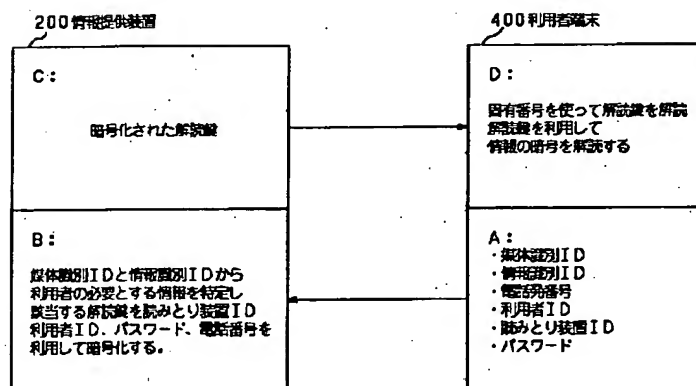 200情報提供装置
400利用者端末
C:
暗号化された解読鍵
D:
固有番号を使って解読鍵を解読
解読鍵を利用して
情報の暗号を解読する
B:
媒体識別IDと情報識別IDから
利用者の必要とする情報を特定し
該当する解読鍵を読みとり装置ID
利用者ID、パスワード、電話番号を
利用して暗号化する。
A:
・媒体識別ID
・情報識別ID
・電話発番号
・利用者ID
・読みとり装置ID
・パスワード